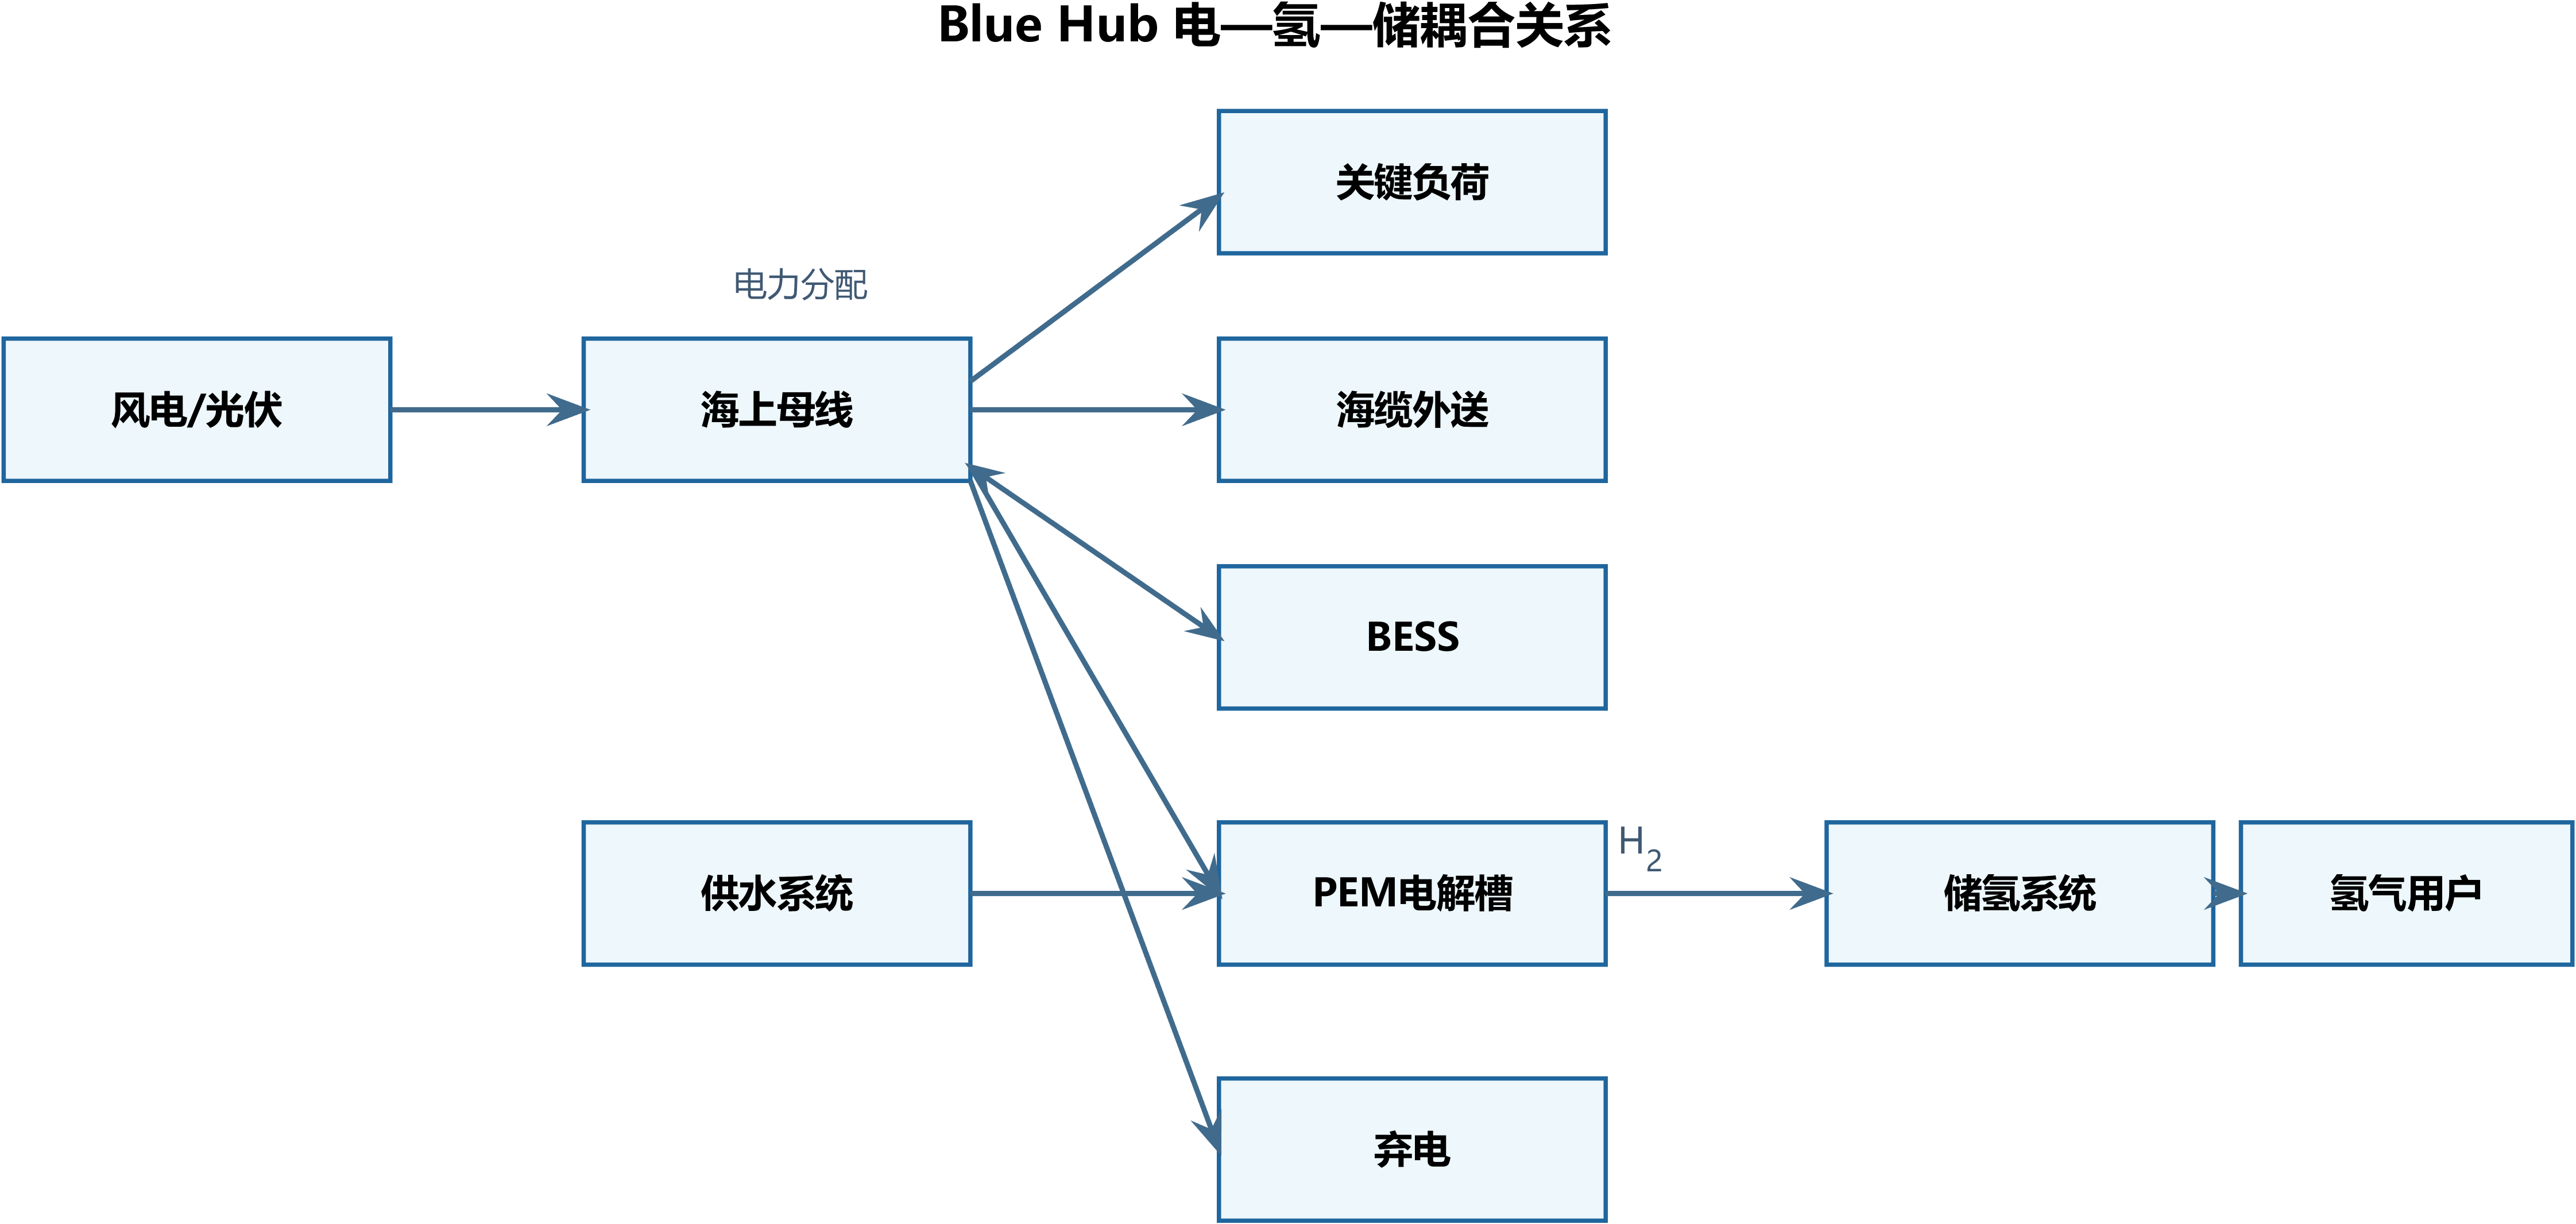 Blue Hub 电—氢—储耦合关系
关键负荷
电力分配
风电/光伏
海上母线
海缆外送
BESS
供水系统
PEM电解槽
H₂
储氢系统
氢气用户
弃电